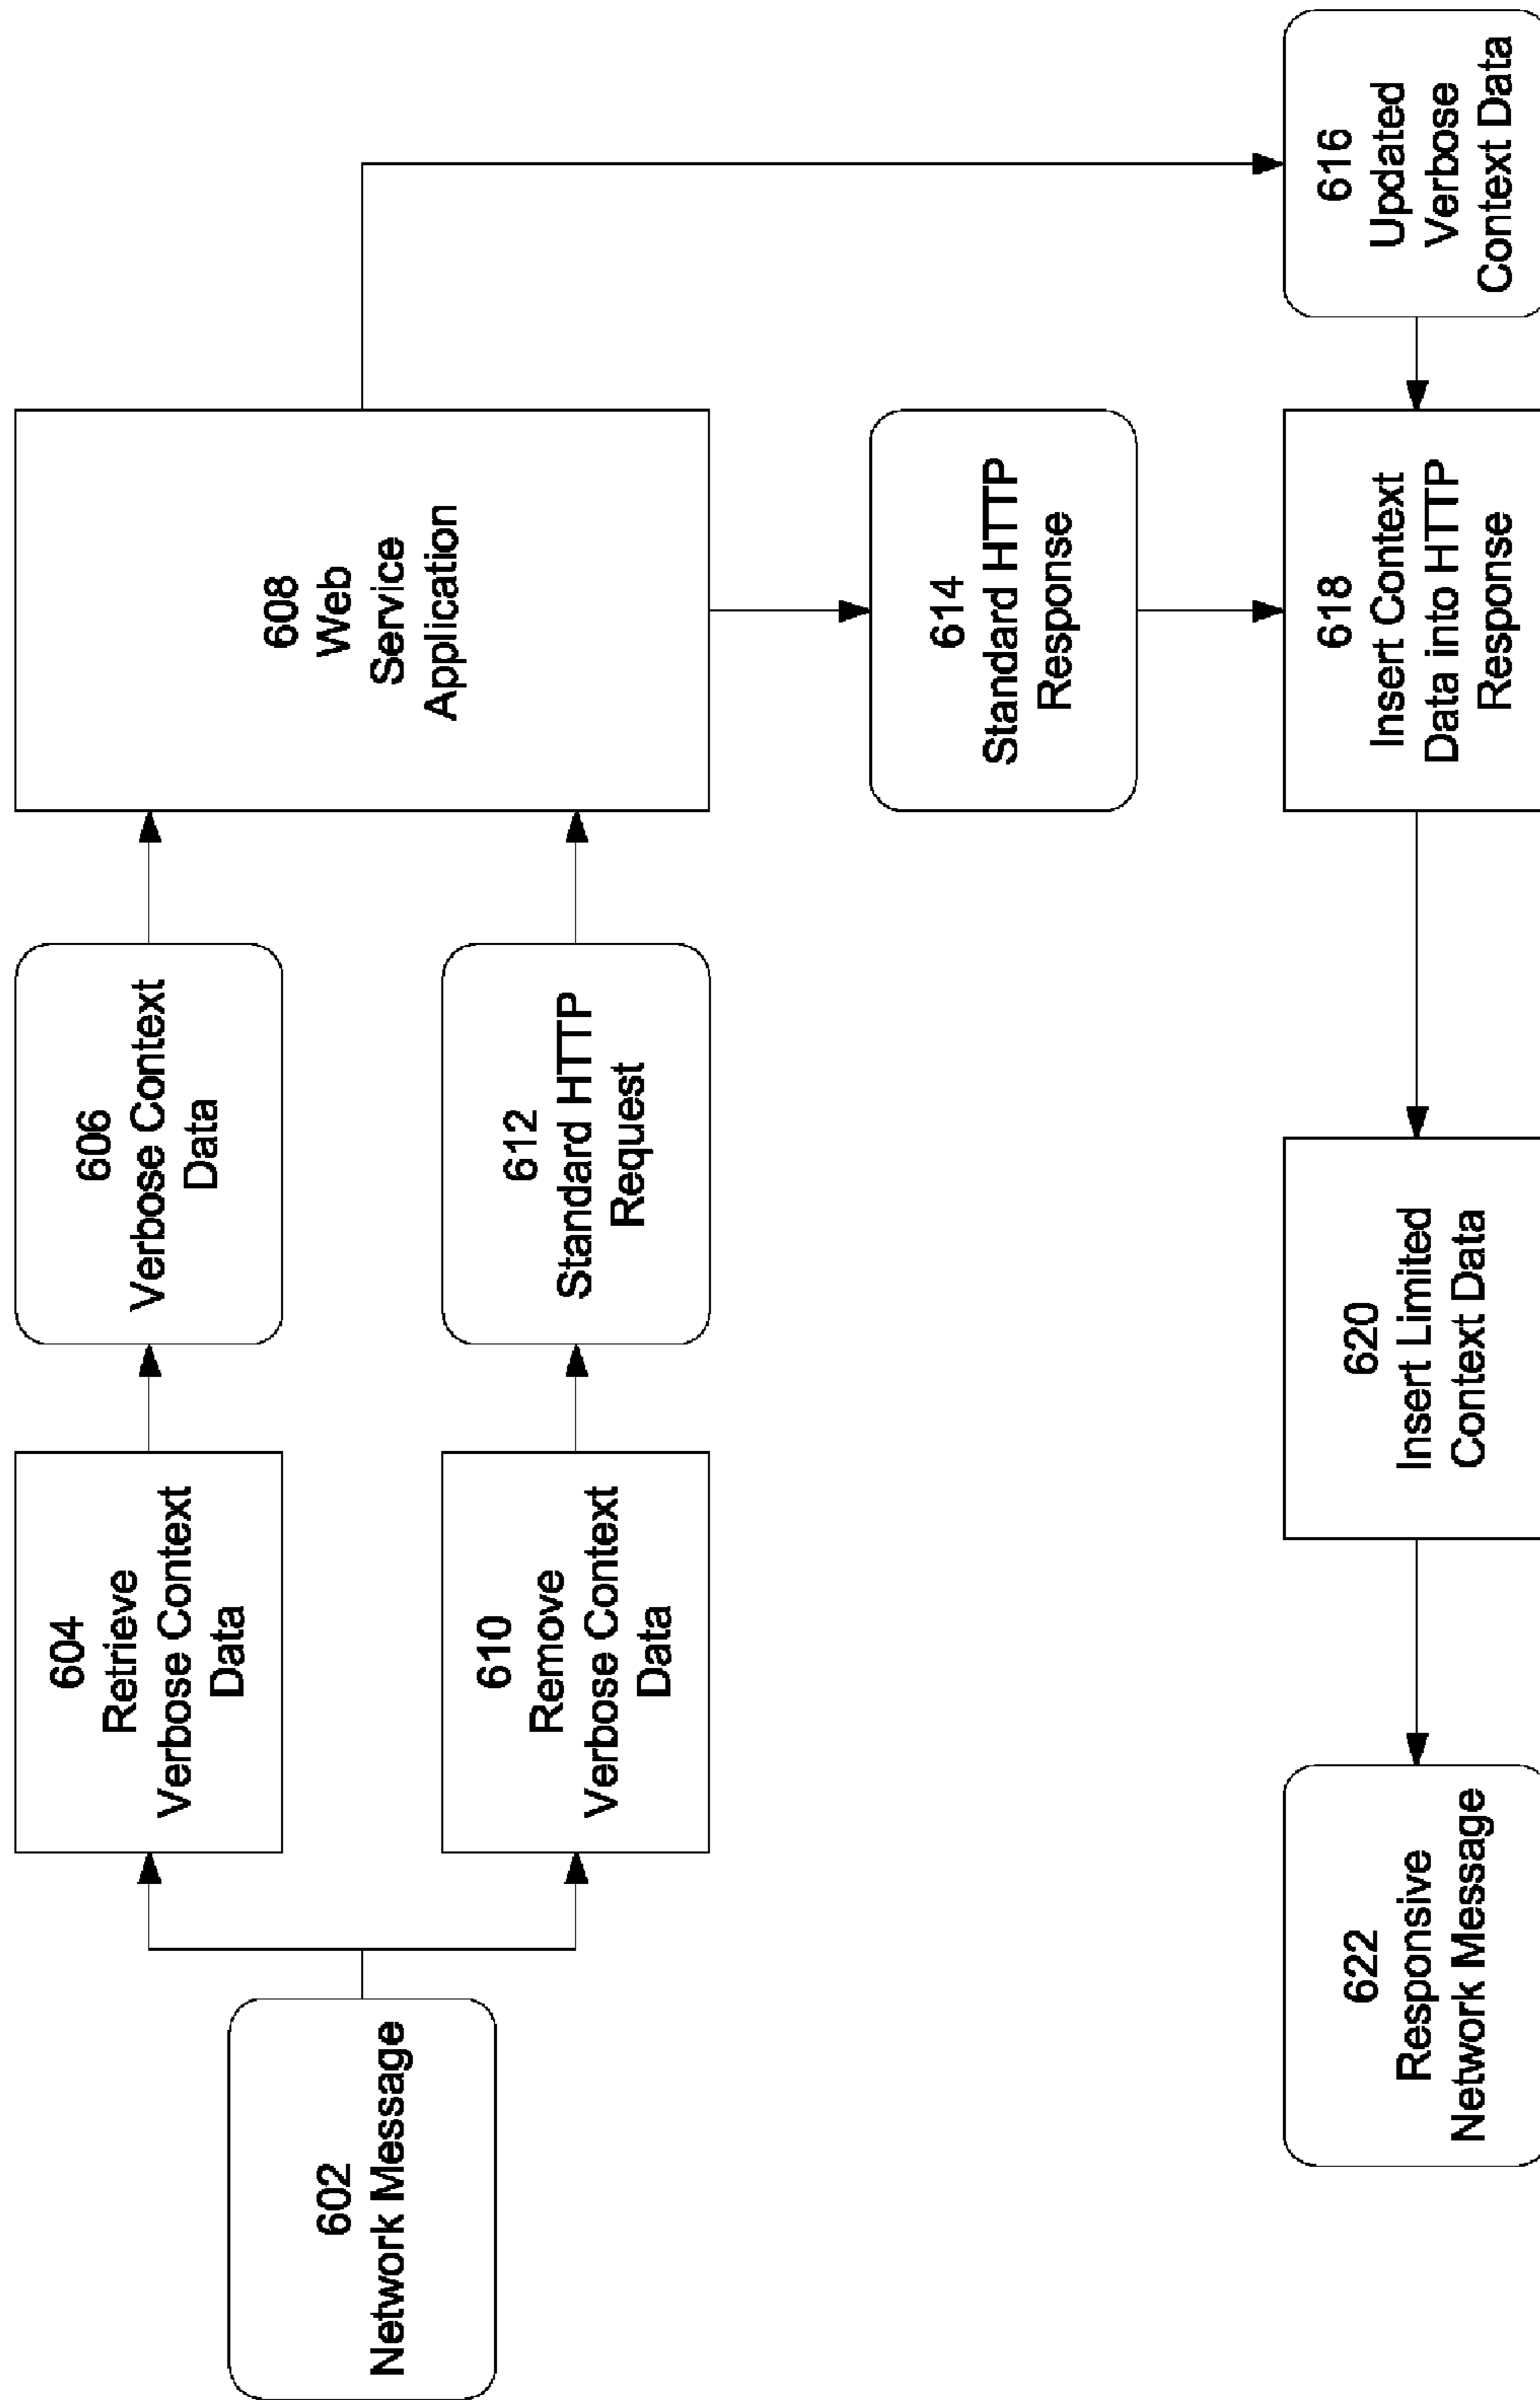 602
Network Message
604
Retrieve
Verbose Context
Data
606
Verbose Context
Data
608
Web
Service
Application
610
Remove
Verbose Context
Data
612
Standard HTTP
Request
614
Standard HTTP
Response
616
Updated
Verbose
Context Data
618
Insert Context
Data into HTTP
Response
620
Insert Limited
Context Data
622
Responsive
Network Message